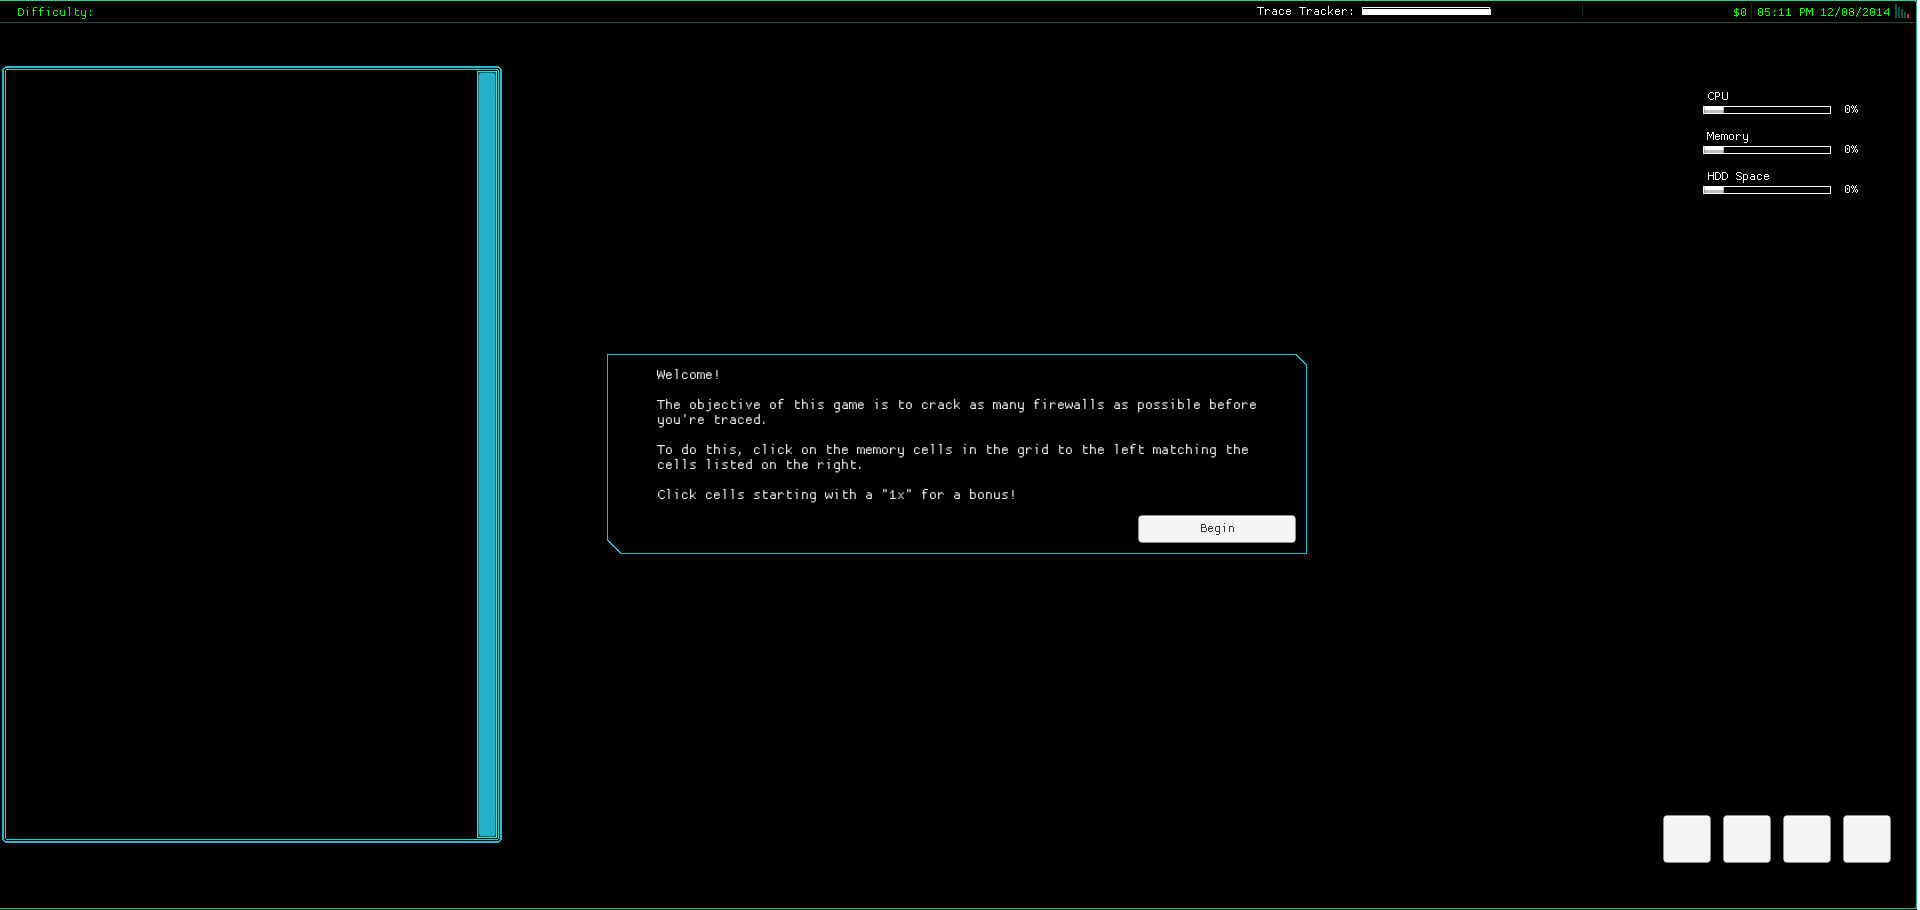 Difficulty:
Trace Tracker:
$0 05:11 PM 12/08/2014
CPU
0%
Memory
0%
HDD Space
0%
Welcome!
The objective of this game is to crack as many firewalls as possible before
you're traced.
To do this, click on the memory cells in the grid to the left matching the
cells listed on the right.
Click cells starting with a "1x" for a bonus!
Begin